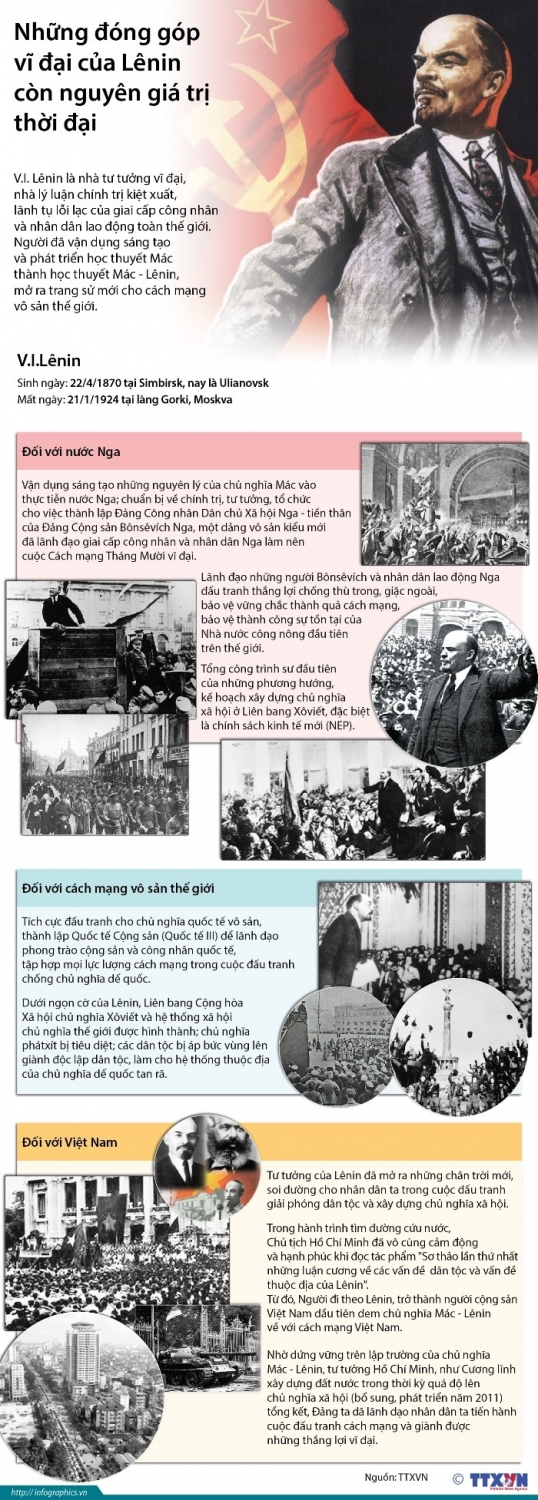 Những đóng góp
vĩ đại của Lênin
còn nguyên giá trị
thời đại
V.I. Lênin là nhà tư tưởng vĩ đại,
nhà lý luận chính trị kiệt xuất,
lãnh tụ lỗi lạc của giai cấp công nhân
và nhân dân lao động toàn thế giới.
Người đã vận dụng sáng tạo
và phát triển học thuyết Mác
thành học thuyết Mác - Lênin,
mở ra trang sử mới cho cách mạng
vô sản thế giới.
V.I.Lênin
Sinh ngày: 22/4/1870 tại Simbirsk, nay là Ulianovsk
Mất ngày: 21/1/1924 tại làng Gorki, Moskva
Đối với nước Nga
Vận dụng sáng tạo những nguyên lý của chủ nghĩa Mác vào
thực tiễn nước Nga; chuẩn bị về chính trị, tư tưởng, tổ chức
cho việc thành lập Đảng Công nhân Dân chủ Xã hội Nga - tiền thân
của Đảng Cộng sản Bônsêvích Nga, một đảng vô sản kiểu mới
đã lãnh đạo giai cấp công nhân và nhân dân Nga làm nên
cuộc Cách mạng Tháng Mười vĩ đại.
Lãnh đạo những người Bônsêvích và nhân dân lao động Nga
đấu tranh thắng lợi chống thù trong, giặc ngoài,
bảo vệ vững chắc thành quả cách mạng,
bảo vệ thành công sự tồn tại của
Nhà nước công nông đầu tiên
trên thế giới.
Tổng công trình sư đầu tiên
của những phương hướng,
kế hoạch xây dựng chủ nghĩa
xã hội ở Liên bang Xôviết, đặc biệt
là chính sách kinh tế mới (NEP).
Đối với cách mạng vô sản thế giới
Tích cực đấu tranh cho chủ nghĩa quốc tế vô sản,
thành lập Quốc tế Cộng sản (Quốc tế III) để lãnh đạo
phong trào cộng sản và công nhân quốc tế,
tập hợp mọi lực lượng cách mạng trong cuộc đấu tranh
chống chủ nghĩa đế quốc.
Dưới ngọn cờ của Lênin, Liên bang Cộng hòa
Xã hội chủ nghĩa Xôviết và hệ thống xã hội
chủ nghĩa thế giới được hình thành; chủ nghĩa
phátxít bị tiêu diệt; các dân tộc bị áp bức vùng lên
giành độc lập dân tộc, làm cho hệ thống thuộc địa
của chủ nghĩa đế quốc tan rã.
Đối với Việt Nam
Tư tưởng của Lênin đã mở ra những chân trời mới,
soi đường cho nhân dân ta trong cuộc đấu tranh
giải phóng dân tộc và xây dựng chủ nghĩa xã hội.
Trong hành trình tìm đường cứu nước,
Chủ tịch Hồ Chí Minh đã vô cùng cảm động
và hạnh phúc khi đọc tác phẩm "Sơ thảo lần thứ nhất
những luận cương về các vấn đề dân tộc và vấn đề
thuộc địa của Lênin".
Từ đó, Người đi theo Lênin, trở thành người cộng sản
Việt Nam đầu tiên đem chủ nghĩa Mác - Lênin
về với cách mạng Việt Nam.
Nhờ đứng vững trên lập trường của chủ nghĩa
Mác - Lênin, tư tưởng Hồ Chí Minh, như Cương lĩnh
xây dựng đất nước trong thời kỳ quá độ lên
chủ nghĩa xã hội (bổ sung, phát triển năm 2011)
tổng kết, Đảng ta đã lãnh đạo nhân dân ta tiến hành
cuộc đấu tranh cách mạng và giành được
những thắng lợi vĩ đại.
Nguồn: TTXVN
© TTXVN
Vietnam News Agency
http:// infographics.vn